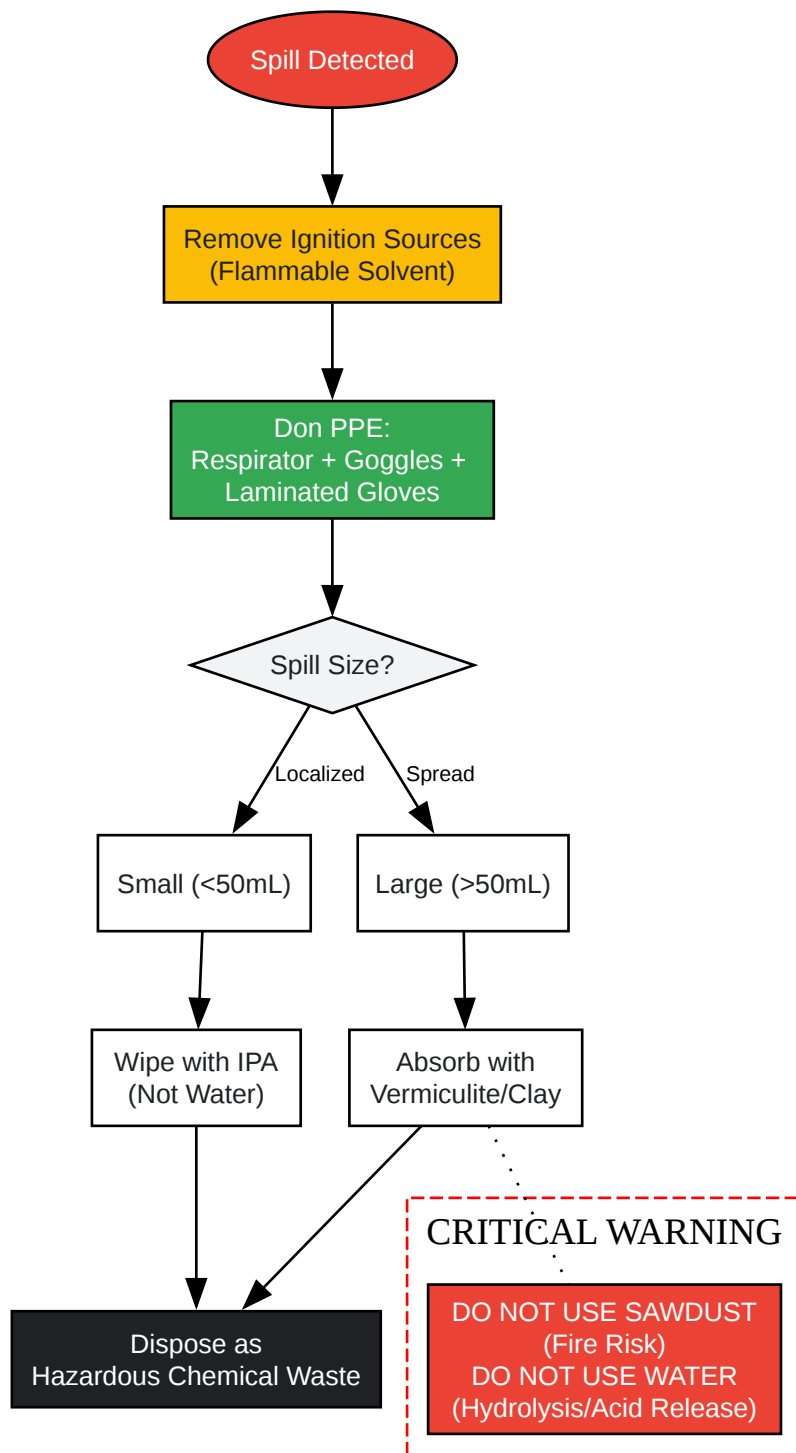 Spill Detected
Remove Ignition Sources
(Flammable Solvent)
Don PPE:
Respirator + Goggles +
Laminated Gloves
Spill Size?
Localized
Spread
Small (<50mL)
Large (>50mL)
Wipe with IPA
(Not Water)
Absorb with
Vermiculite/Clay
CRITICAL WARNING
DO NOT USE SAWDUST
(Fire Risk)
DO NOT USE WATER
(Hydrolysis/Acid Release)
Dispose as
Hazardous Chemical Waste